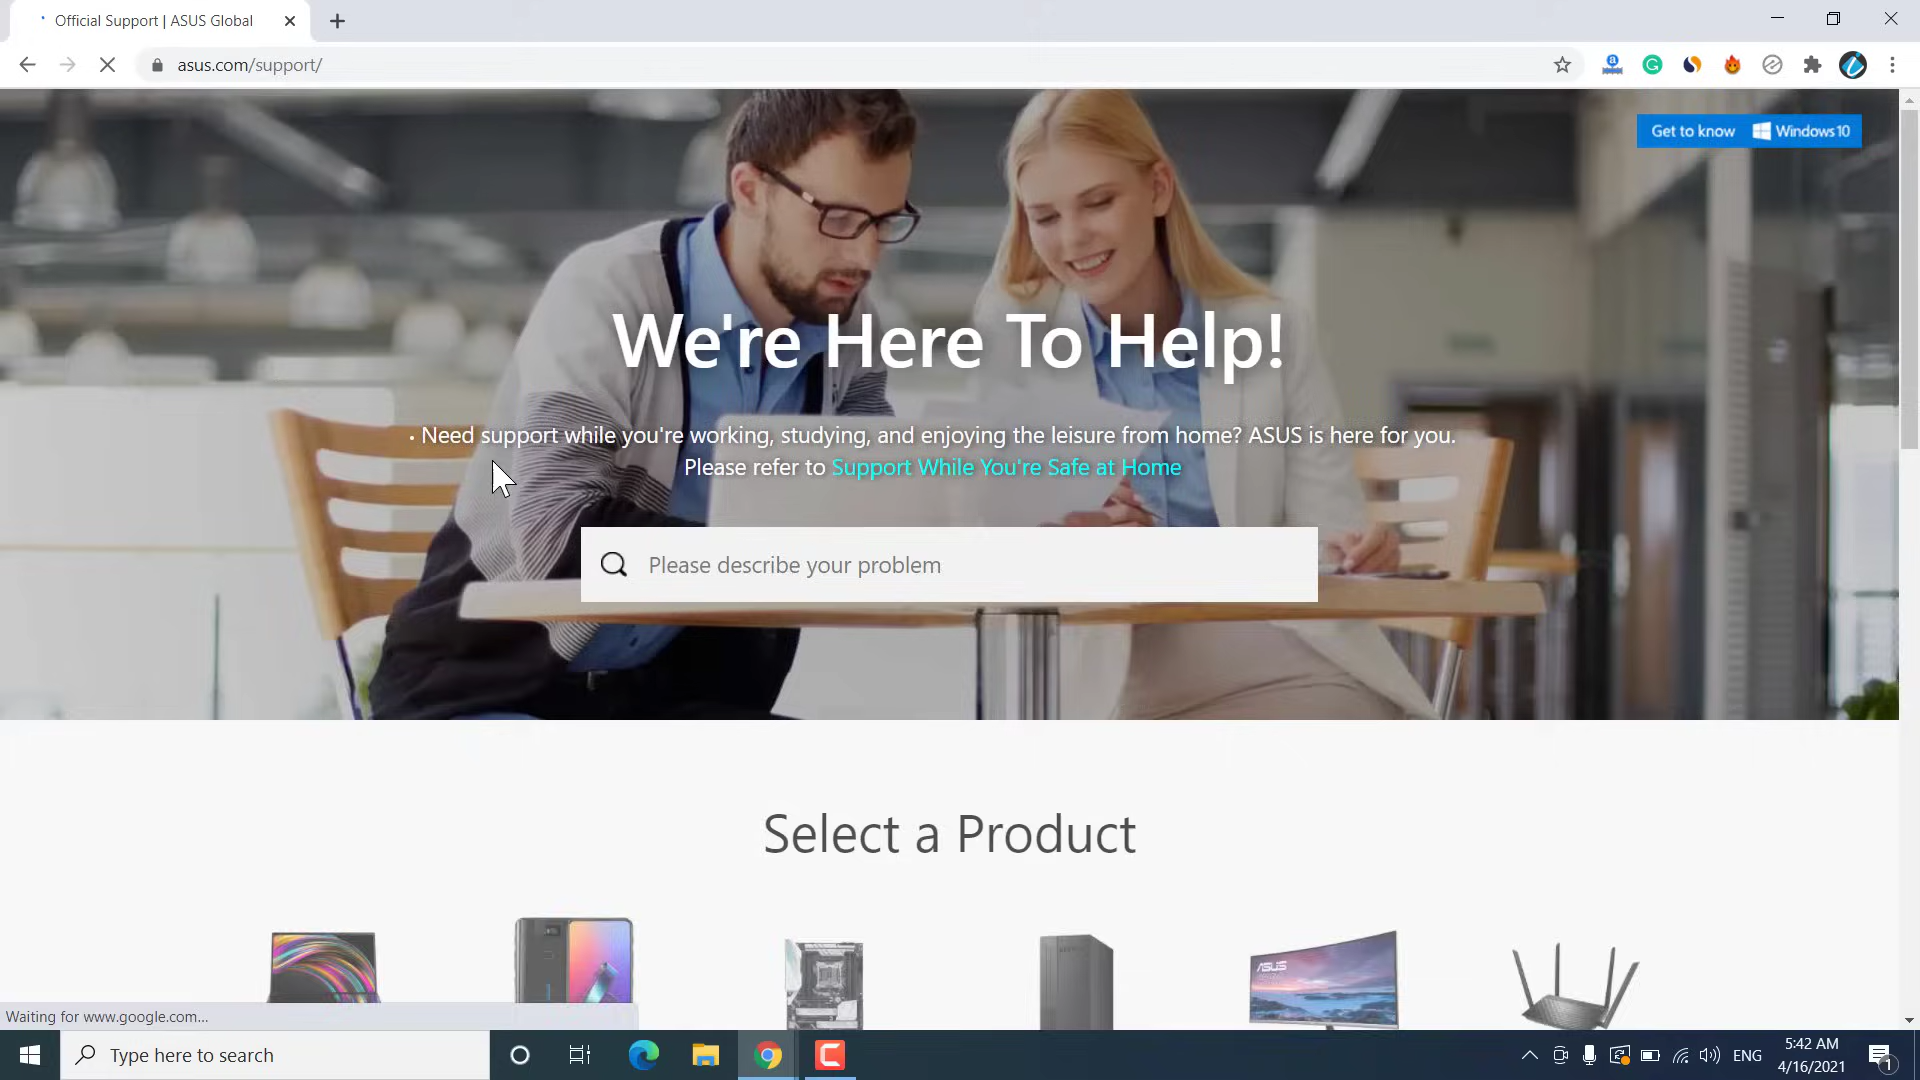 Official Support | ASUS Global
asus.com/support/
Get to know Windows 10
We're Here To Help!
· Need support while you're working, studying, and enjoying the leisure from home? ASUS is here for you.
Please refer to Support While You're Safe at Home
Please describe your problem
Select a Product
ASUS
Waiting for www.google.com...
Type here to search
ENG
5:42 AM
4/16/2021
1